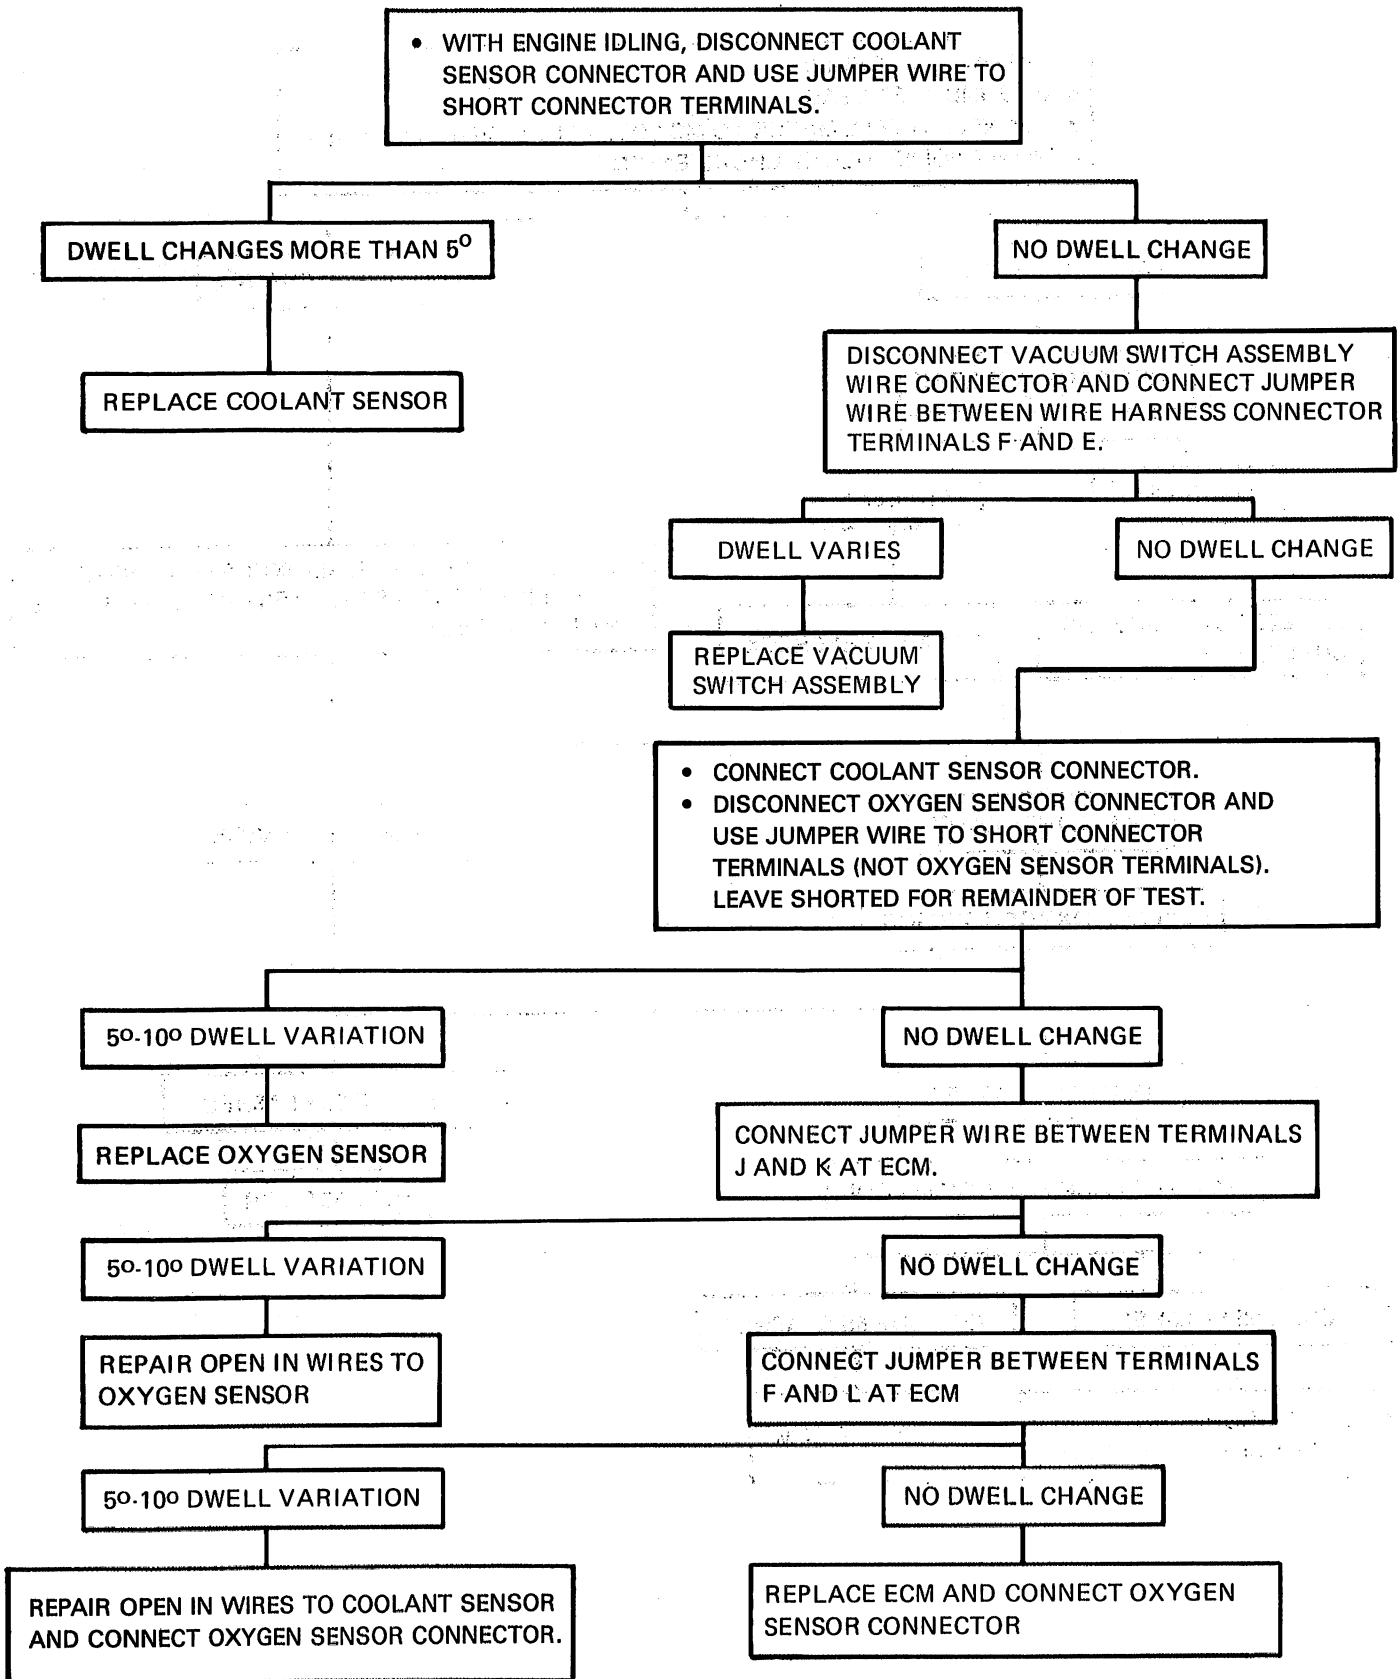 • WITH ENGINE IDLING, DISCONNECT COOLANT
SENSOR CONNECTOR AND USE JUMPER WIRE TO
SHORT CONNECTOR TERMINALS.
DWELL CHANGES MORE THAN 5º
NO DWELL CHANGE
REPLACE COOLANT SENSOR
DISCONNECT VACUUM SWITCH ASSEMBLY
WIRE CONNECTOR AND CONNECT JUMPER
WIRE BETWEEN WIRE HARNESS CONNECTOR
TERMINALS F AND E.
DWELL VARIES
NO DWELL CHANGE
REPLACE VACUUM
SWITCH ASSEMBLY
• CONNECT COOLANT SENSOR CONNECTOR.
• DISCONNECT OXYGEN SENSOR CONNECTOR AND
USE JUMPER WIRE TO SHORT CONNECTOR
TERMINALS (NOT OXYGEN SENSOR TERMINALS).
LEAVE SHORTED FOR REMAINDER OF TEST.
5º-10º DWELL VARIATION
NO DWELL CHANGE
REPLACE OXYGEN SENSOR
CONNECT JUMPER WIRE BETWEEN TERMINALS
J AND K AT ECM.
5º-10º DWELL VARIATION
NO DWELL CHANGE
REPAIR OPEN IN WIRES TO
OXYGEN SENSOR
CONNECT JUMPER BETWEEN TERMINALS
F AND L AT ECM
5º-10º DWELL VARIATION
NO DWELL CHANGE
REPAIR OPEN IN WIRES TO COOLANT SENSOR
AND CONNECT OXYGEN SENSOR CONNECTOR.
REPLACE ECM AND CONNECT OXYGEN
SENSOR CONNECTOR